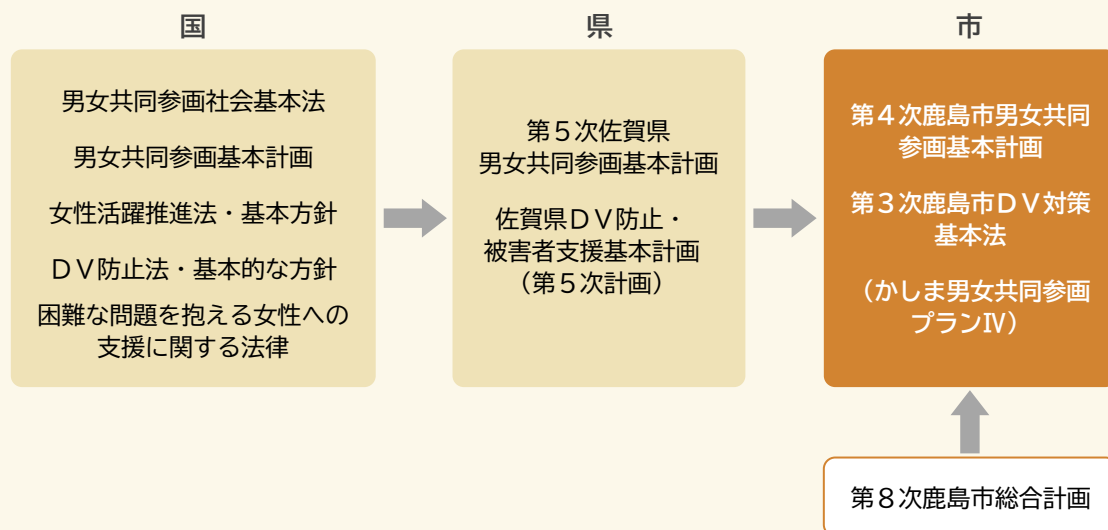 国
男女共同参画社会基本法
男女共同参画基本計画
女性活躍推進法・基本方針
ＤＶ防止法・基本的な方針
困難な問題を抱える女性への
支援に関する法律
県
第５次佐賀県
男女共同参画基本計画
佐賀県ＤＶ防止・
被害者支援基本計画
（第５次計画）
市
第４次鹿島市男女共同
参画基本計画
第３次鹿島市ＤＶ対策
基本法
（かしま男女共同参画
プランⅣ）
第８次鹿島市総合計画